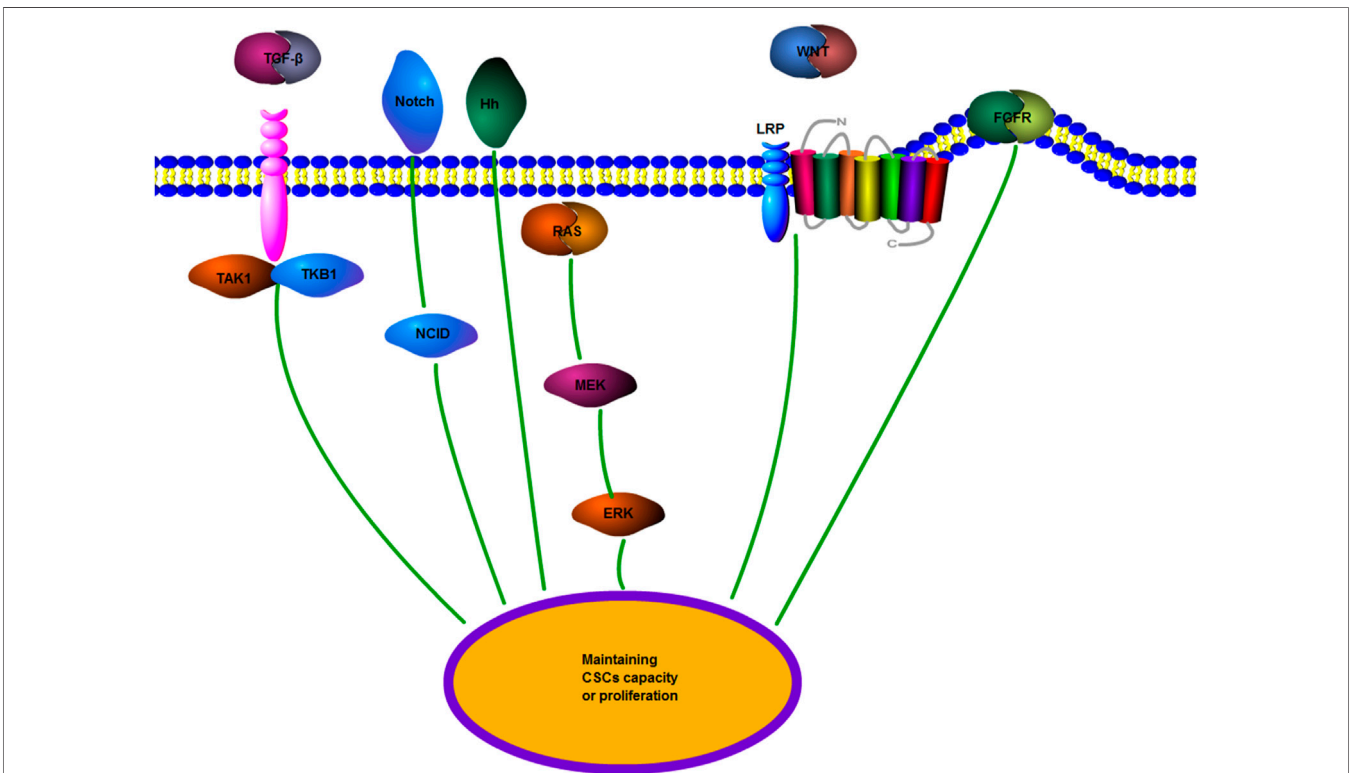 TGF-β
WNT
Notch
Hh
FGFR
LRP
N
RAS
C
TAK1
TKB1
NCID
MEK
ERK
Maintaining
CSCs capacity
or proliferation